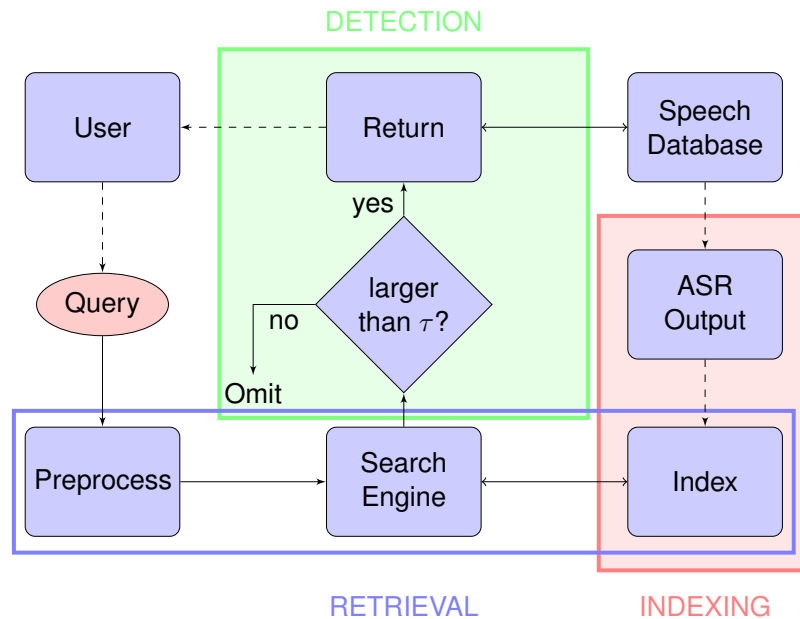 DETECTION
User
Return
Speech
Database
yes
Query
larger
than τ?
no
ASR
Output
Omit
Preprocess
Search
Engine
Index
RETRIEVAL
INDEXING